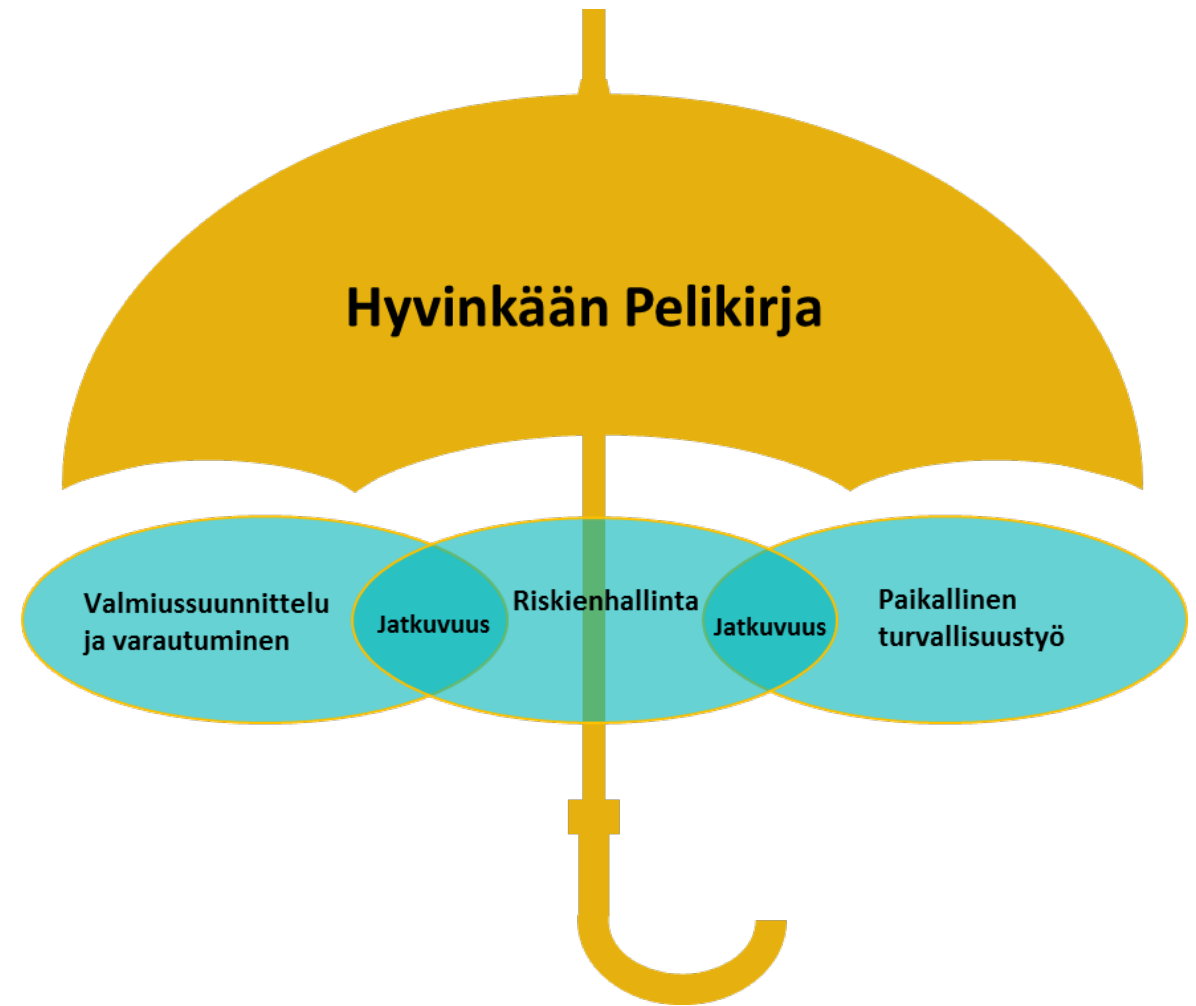 Hyvinkään Pelikirja
Valmiussuunnittelu
ja varautuminen
Jatkuvuus
Riskienhallinta
Jatkuvuus
Paikallinen
turvallisuustyö